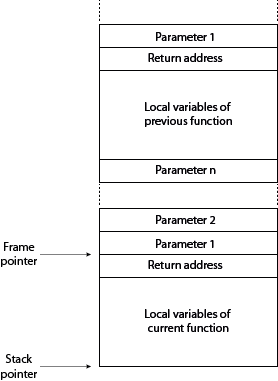 Parameter 1
Return address
Local variables of
previous function
Parameter n
Parameter 2
Frame
pointer
Parameter 1
Return address
Local variables of
current function
Stack
pointer